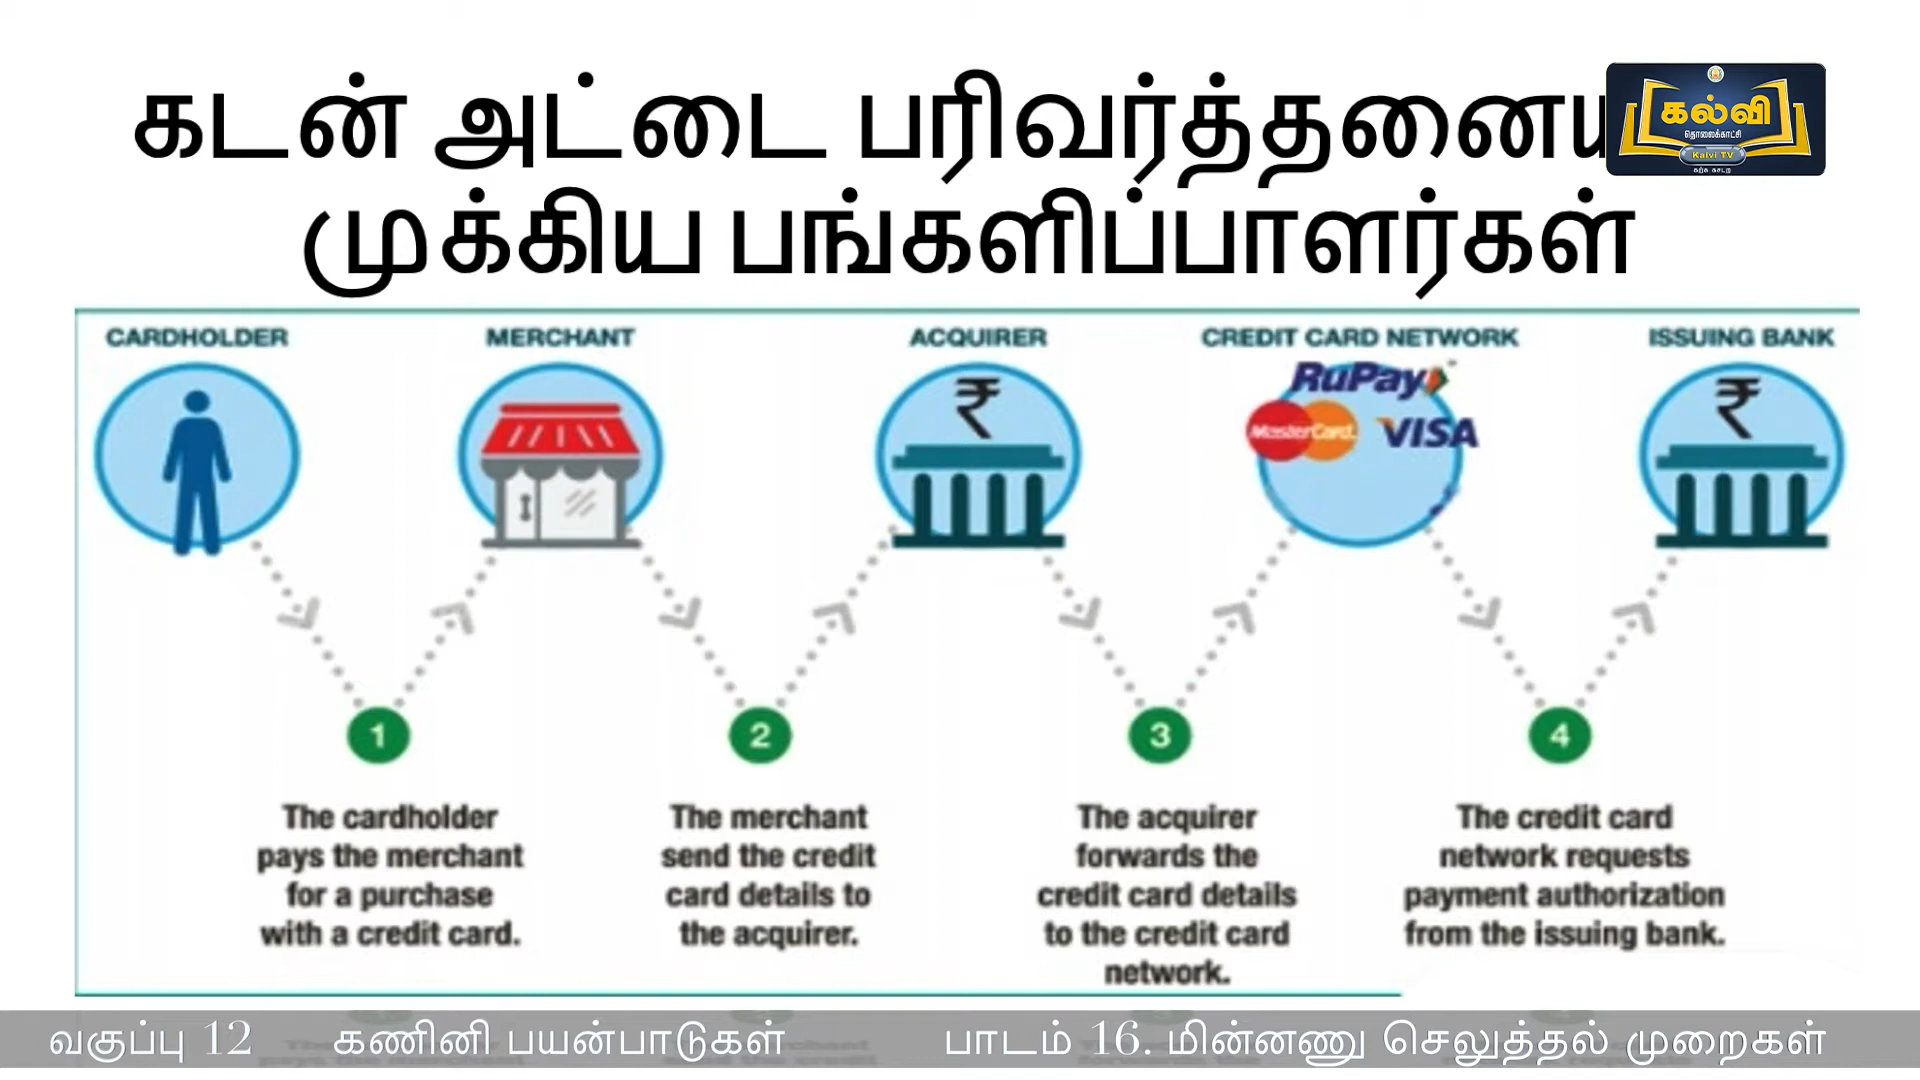 கடன் அட்டை பரிவர்த்தனைய
முக்கிய பங்களிப்பாளர்கள்
கல்வி
தொலைக்காட்சி
Kalvi TV
கற்க கசடற
CARDHOLDER
MERCHANT
ACQUIRER
CREDIT CARD NETWORK
ISSUING BANK
RuPay
MasterCard
VISA
₹
₹
1
2
3
4
The cardholder
pays the merchant
for a purchase
with a credit card.
The merchant
send the credit
card details to
the acquirer.
The acquirer
forwards the
credit card details
to the credit card
network.
The credit card
network requests
payment authorization
from the issuing bank.
வகுப்பு 12 கணினி பயன்பாடுகள் பாடம் 16. மின்னணு செலுத்தல் முறைகள்